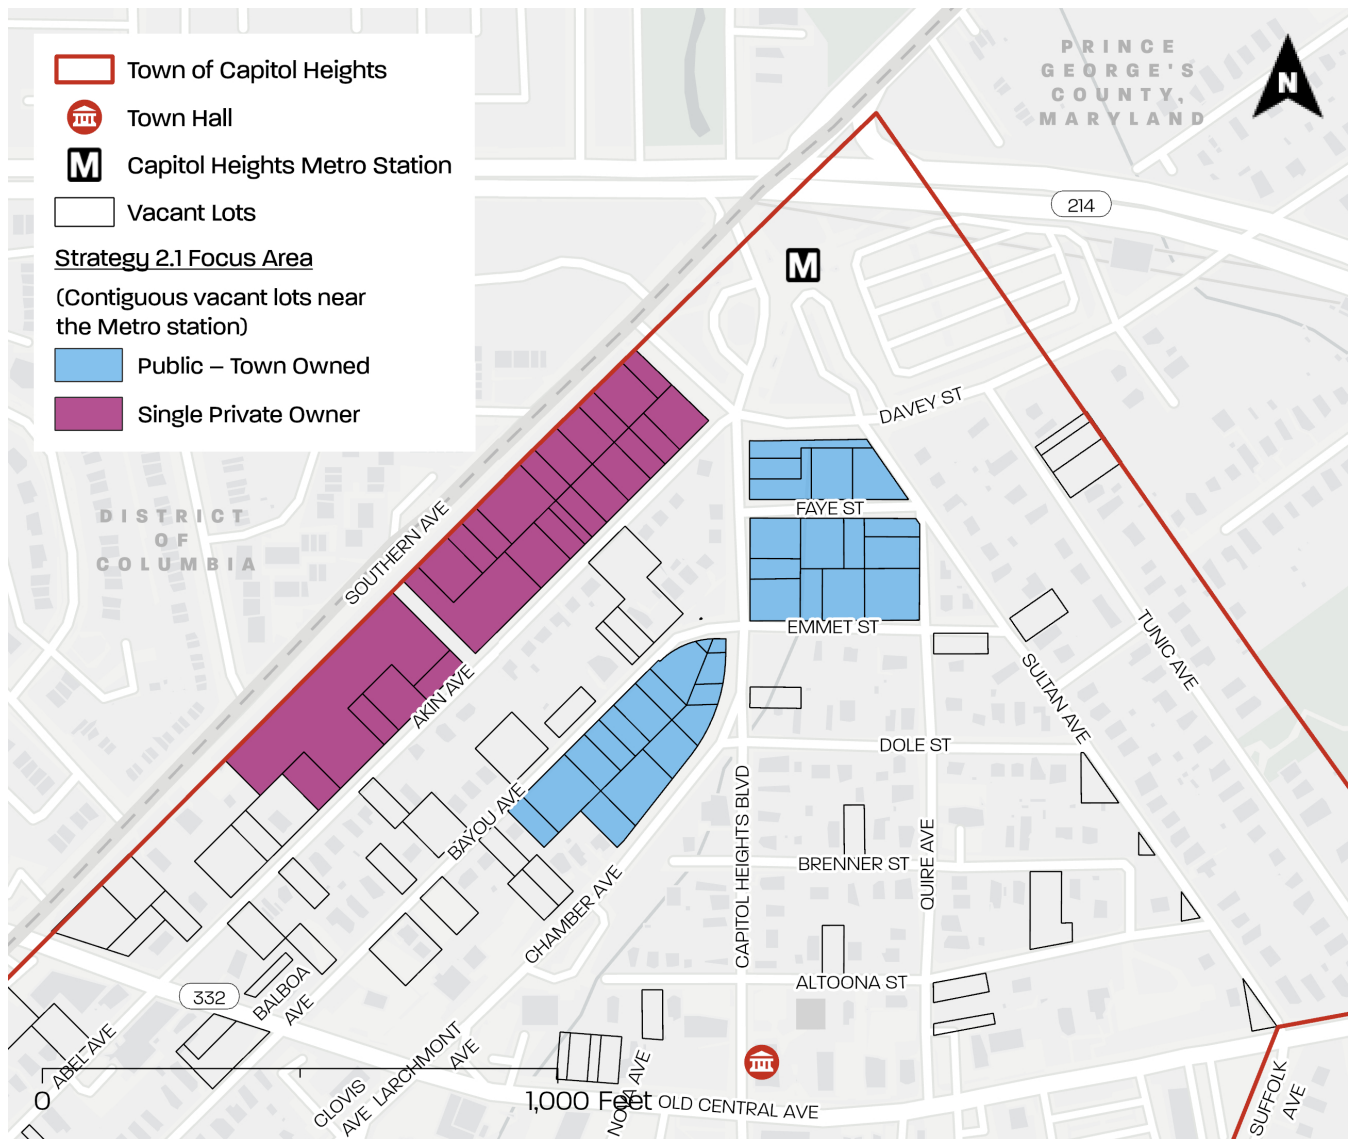 Town of Capitol Heights
Town Hall
M
Capitol Heights Metro Station
Vacant Lots
Strategy 2.1 Focus Area
(Contiguous vacant lots near
the Metro station)
Public – Town Owned
Single Private Owner
PRINCE
GEORGE'S
COUNTY,
MARYLAND
N
214
M
DAVEY ST
DISTRICT
OF
COLUMBIA
SOUTHERN AVE
FAYE ST
EMMET ST
TUNIC AVE
SULTAN AVE
AKIN AVE
DOLE ST
BAYOU AVE
CAPITOL HEIGHTS BLVD
QUIRE AVE
BRENNER ST
CHAMBER AVE
ALTOONA ST
332
BALBOA
AVE
ABEL AVE
LARCHMONT
AVE
CLOVIS
AVE
0
1,000 Feet
OLD CENTRAL AVE
SUFFOLK
AVE